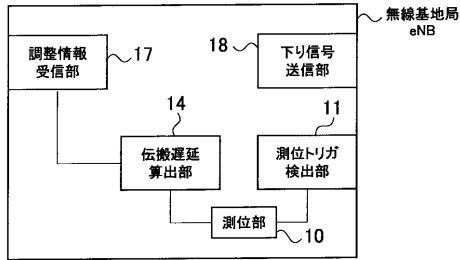 無線基地局
eNB
調整情報
受信部
17
18
下り信号
送信部
14
伝搬遅延
算出部
11
測位トリガ
検出部
測位部
10